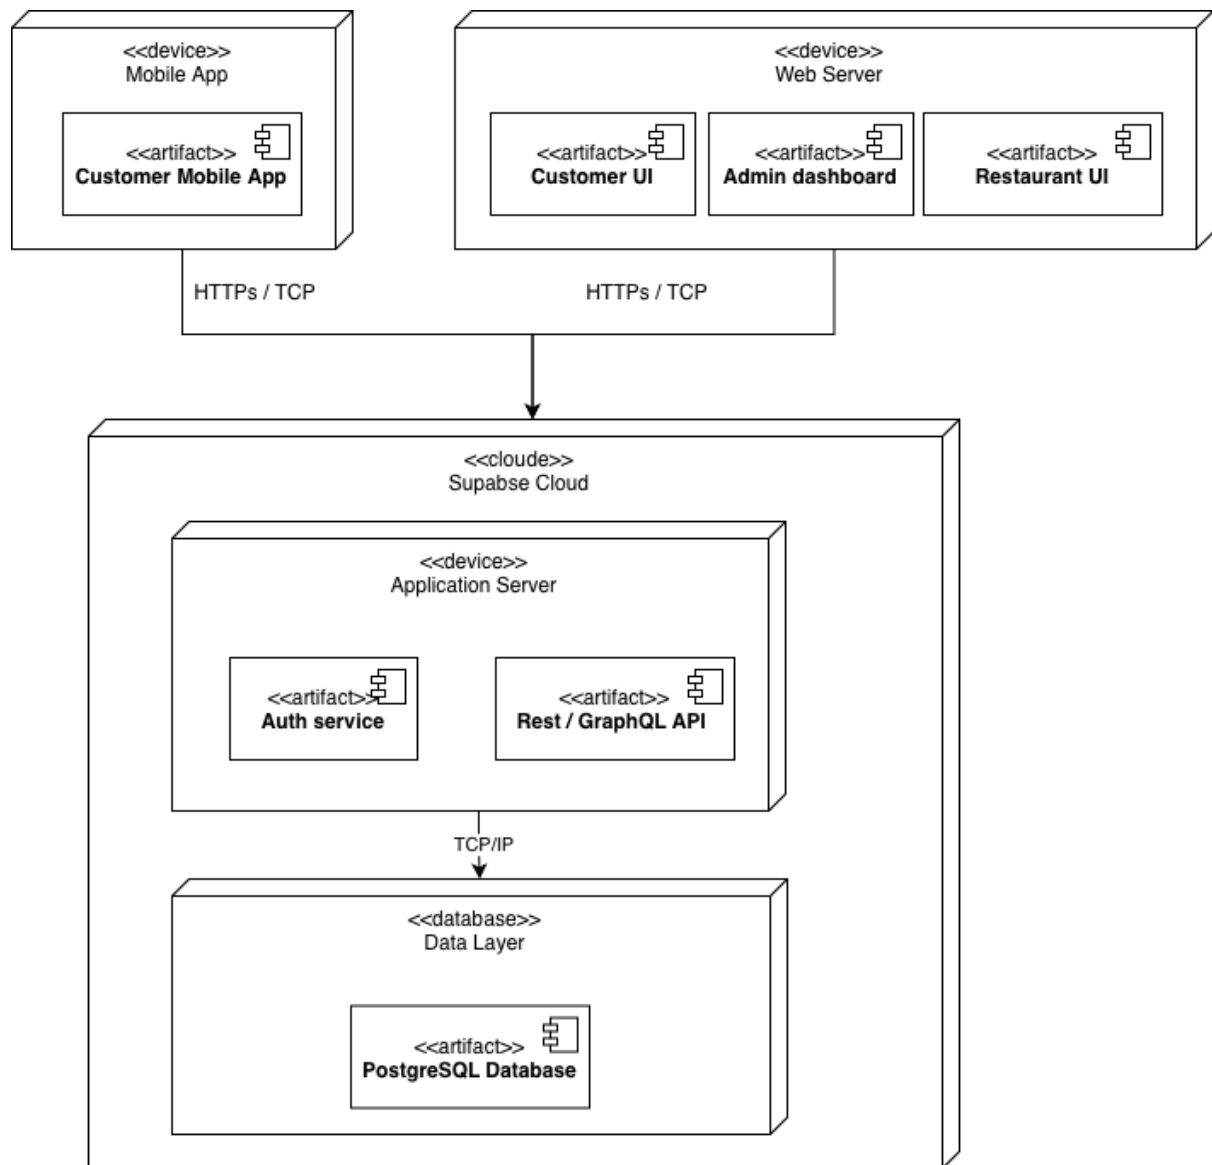 <<device>>
Mobile App
<<artifact>>
Customer Mobile App
<<device>>
Web Server
<<artifact>>
Customer UI
<<artifact>>
Admin dashboard
<<artifact>>
Restaurant UI
HTTPs / TCP
HTTPs / TCP
<<cloude>>
Supabse Cloud
<<device>>
Application Server
<<artifact>>
Auth service
<<artifact>>
Rest / GraphQL API
TCP/IP
<<database>>
Data Layer
<<artifact>>
PostgreSQL Database